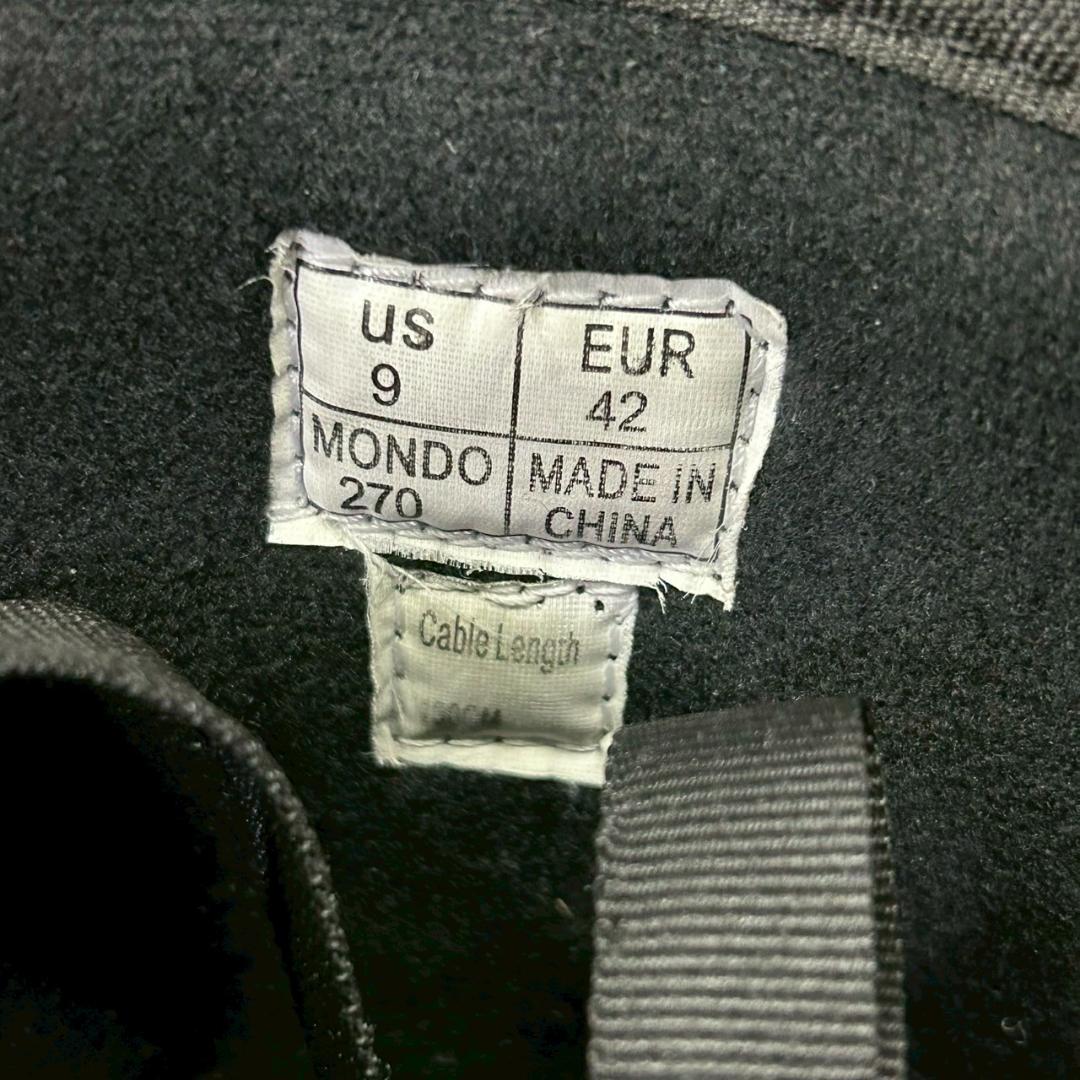 US
9
EUR
42
MONDO
270
MADE IN
CHINA
Cable Length